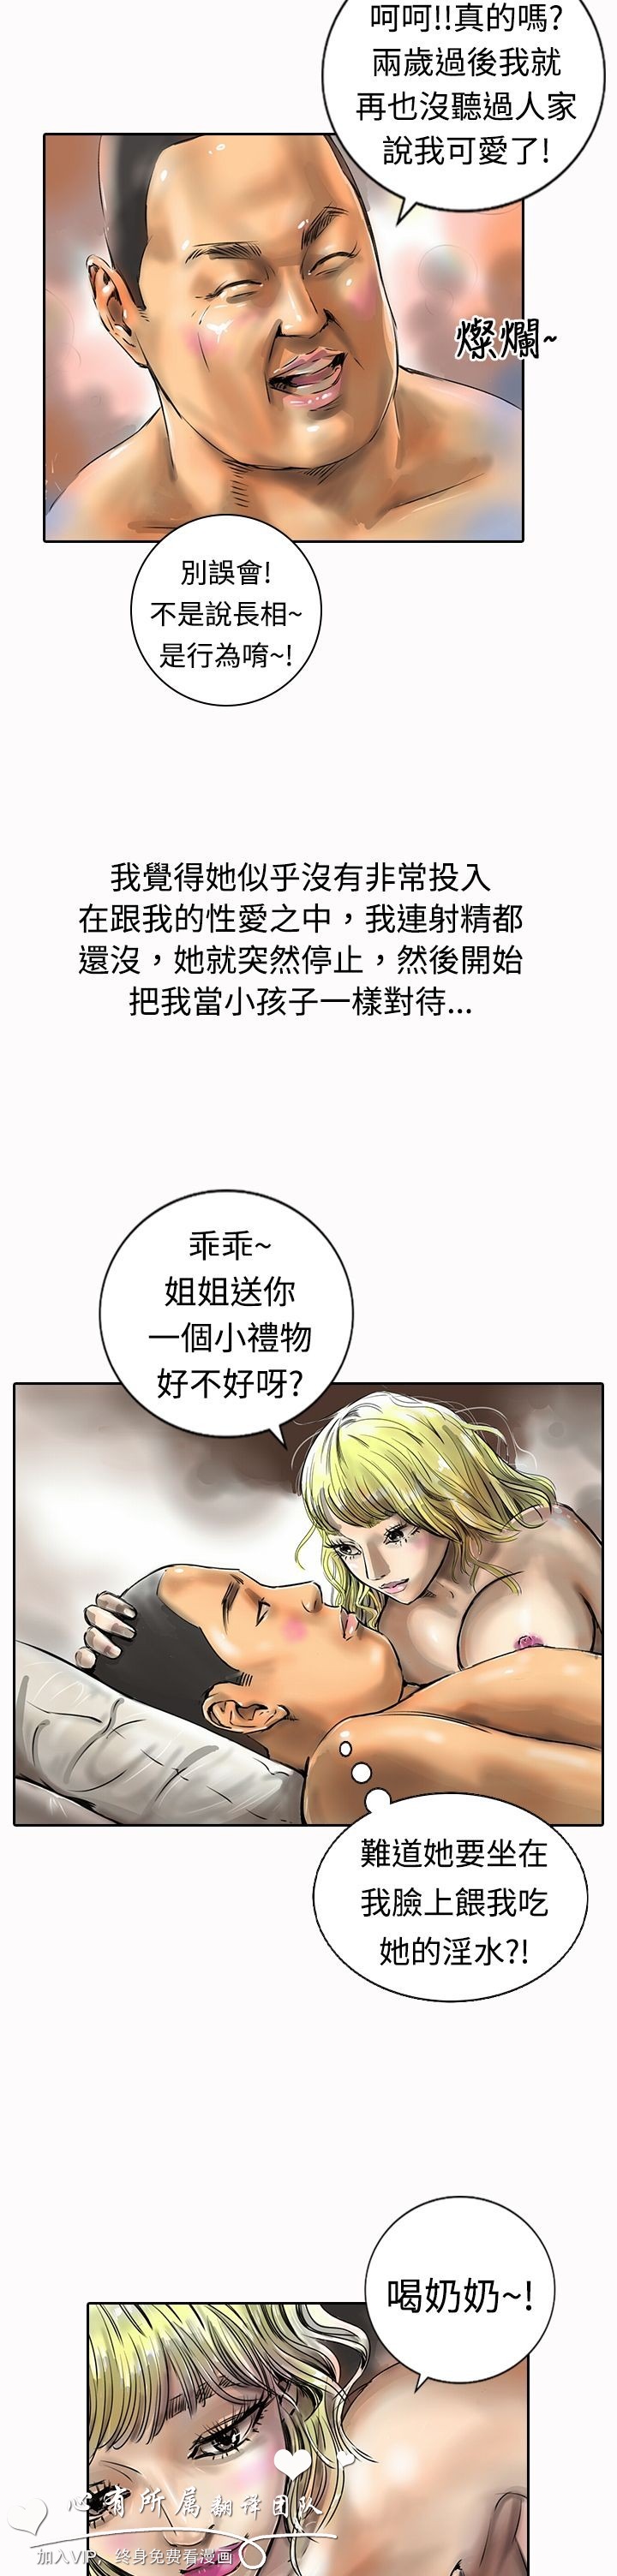 呵呵!!真的嗎?
兩歲過後我就
再也沒聽過人家
說我可愛了!
燦爛~
別誤會!
不是說長相~
是行為唷~!
我覺得她似乎沒有非常投入
在跟我的性愛之中，我連射精都
還沒，她就突然停止，然後開始
把我當小孩子一樣對待...
乖乖~
姐姐送你
一個小禮物
好不好呀?
難道她要坐在
我臉上餵我吃
她的淫水?!
喝奶奶~!
心有所属翻译团队
加入VIP，终身免费看漫画